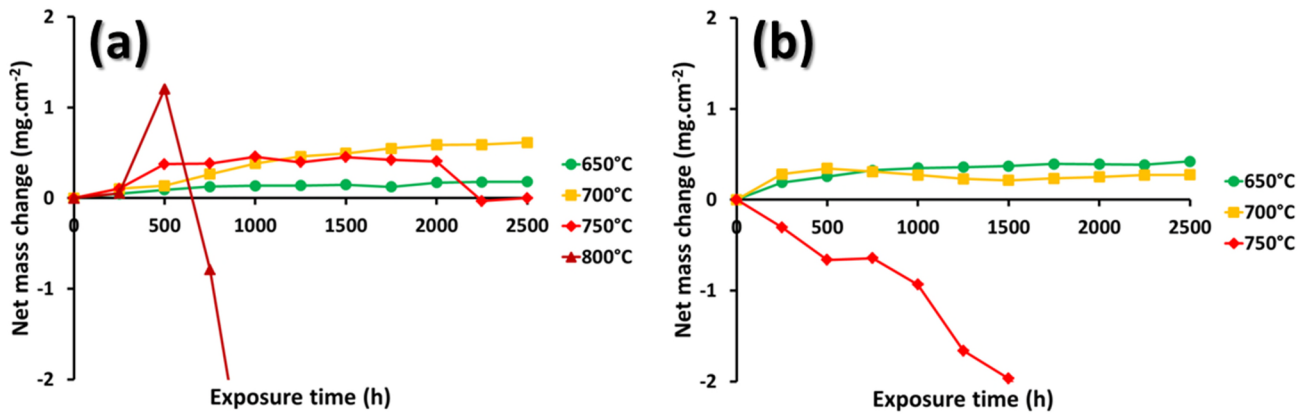 (a)
Net mass change (mg.cm-2)
2
1
0
-1
-2
0 500 1000 1500 2000 2500
Exposure time (h)
650°C
700°C
750°C
800°C
(b)
Net mass change (mg.cm-2)
2
1
0
-1
-2
0 500 1000 1500 2000 2500
Exposure time (h)
650°C
700°C
750°C